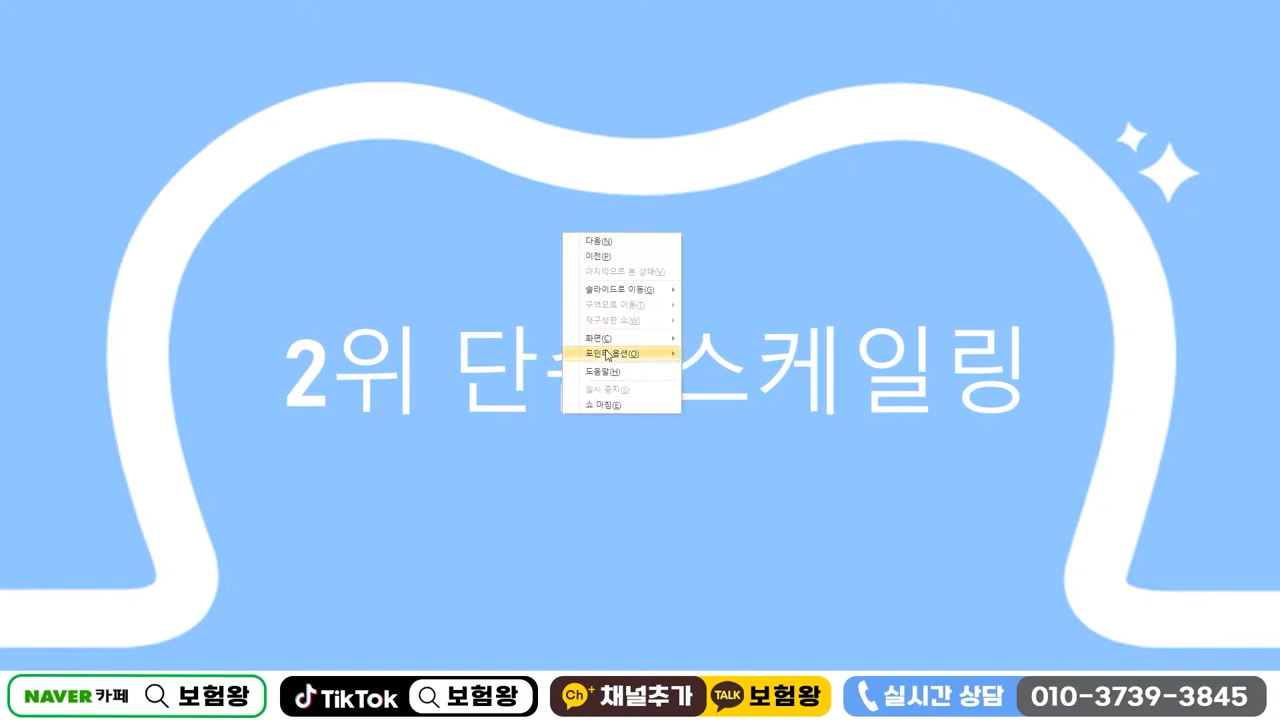 다음(N)
이전(P)
마지막으로 본 상태(V)
슬라이드로 이동(G)
구역으로 이동(T)
재구성한 쇼(W)
화면(C)
포인터 옵션(O)
도움말(H)
일시 중지(S)
쇼 마침(E)
2위 단 스케일링
NAVER 카페 보험왕
TikTok 보험왕
Ch+ 채널추가 TALK 보험왕
실시간 상담 010-3739-3845